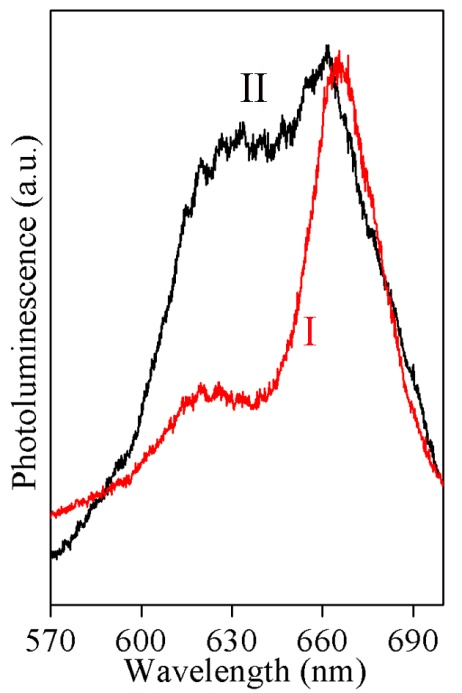 II
I
Photoluminescence (a.u.)
570 600 630 660 690
Wavelength (nm)